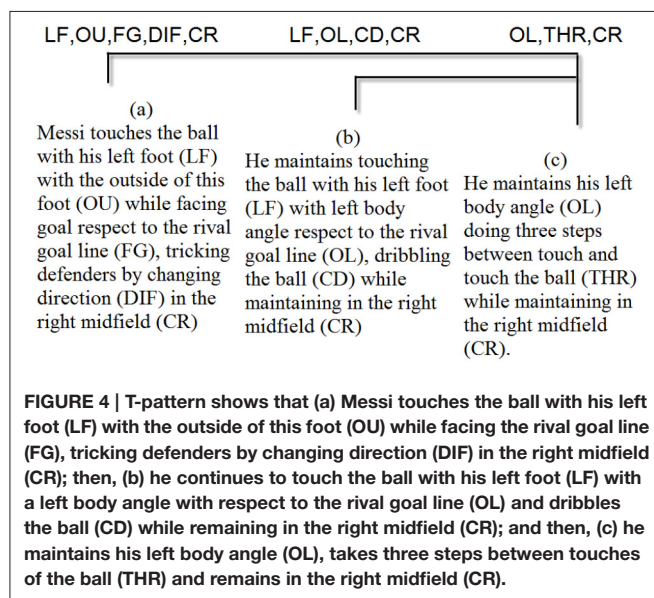 LF,OU,FG,DIF,CR LF,OL,CD,CR OL,THR,CR
(a)
Messi touches the ball
with his left foot (LF)
with the outside of this
foot (OU) while facing
goal respect to the rival
goal line (FG), tricking
defenders by changing
direction (DIF) in the
right midfield (CR)
(b)
He maintains touching
the ball with his left foot
(LF) with left body
angle respect to the rival
goal line (OL), dribbling
the ball (CD) while
maintaining in the right
midfield (CR)
(c)
He maintains his left
body angle (OL)
doing three steps
between touch and
touch the ball (THR)
while maintaining in
the right midfield
(CR).
FIGURE 4 | T-pattern shows that (a) Messi touches the ball with his left
foot (LF) with the outside of this foot (OU) while facing the rival goal line
(FG), tricking defenders by changing direction (DIF) in the right midfield
(CR); then, (b) he continues to touch the ball with his left foot (LF) with
a left body angle with respect to the rival goal line (OL) and dribbles
the ball (CD) while remaining in the right midfield (CR); and then, (c) he
maintains his left body angle (OL), takes three steps between touches
of the ball (THR) and remains in the right midfield (CR).